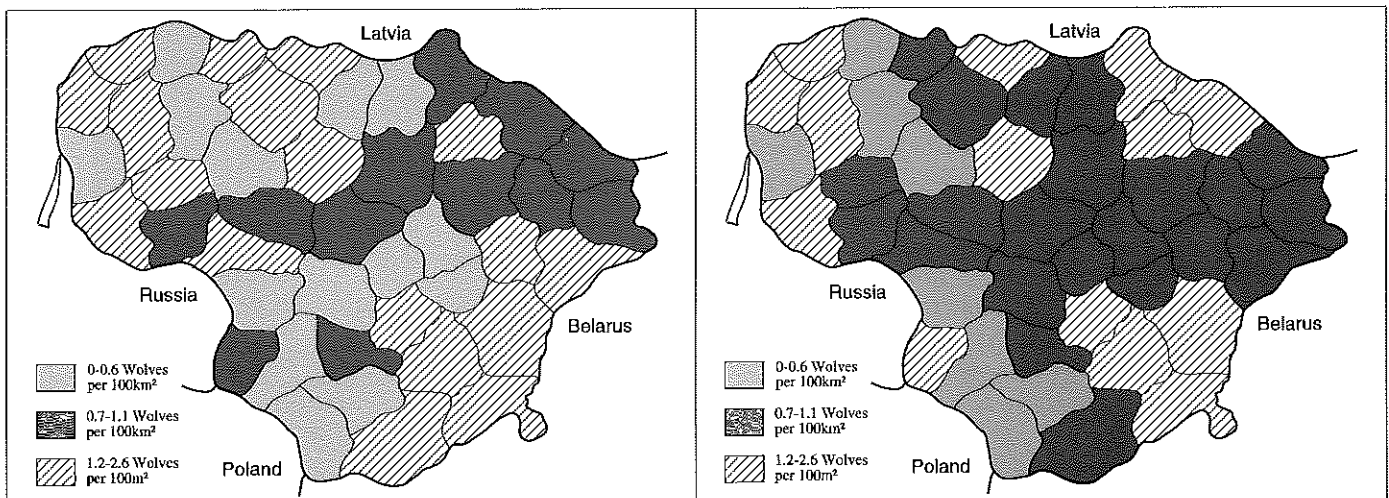 Latvia
Russia
Belarus
0-0.6 Wolves
per 100km²
0.7-1.1 Wolves
per 100km²
1.2-2.6 Wolves
per 100m²
Poland
Latvia
Russia
Belarus
0-0.6 Wolves
per 100km²
0.7-1.1 Wolves
per 100km²
1.2-2.6 Wolves
per 100m²
Poland